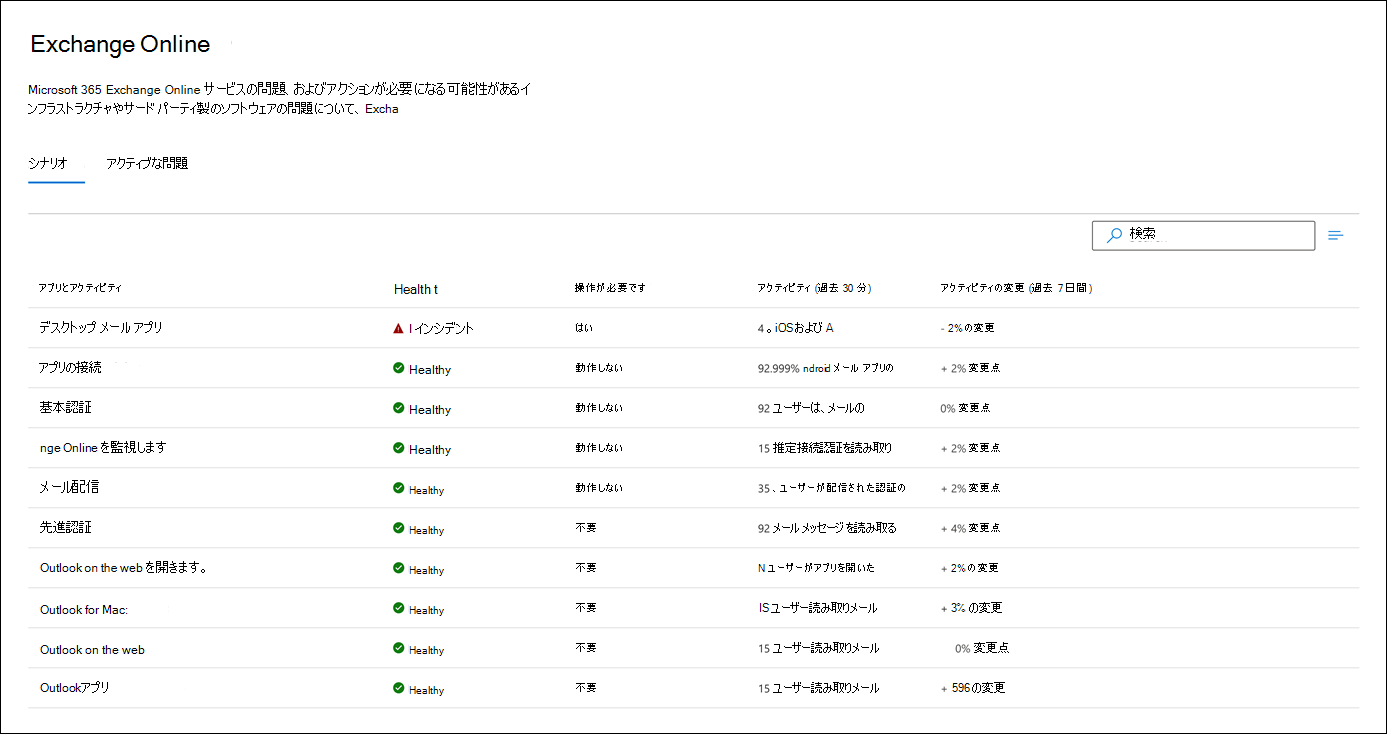 Exchange Online
Microsoft 365 Exchange Online サービスの問題、およびアクションが必要になる可能性があるイ
ンフラストラクチャやサード パーティ製のソフトウェアの問題について、Excha
シナリオ アクティブな問題
検索
アプリとアクティビティ Health t 操作が必要です アクティビティ (過去 30 分) アクティビティの変更 (過去 7日間)
デスクトップ メール アプリ I インシデント はい 4 。iOSおよび A - 2%の変更
アプリの接続 Healthy 動作しない 92.999% ndroid メール アプリの + 2% 変更点
基本認証 Healthy 動作しない 92 ユーザーは、メールの 0% 変更点
nge Online を監視します Healthy 動作しない 15 推定接続認証を読み取り + 2% 変更点
メール配信 Healthy 動作しない 35 、ユーザーが配信された認証の + 2% 変更点
先進認証 Healthy 不要 92 メール メッセージを読み取る + 4% 変更点
Outlook on the web を開きます。 Healthy 不要 N ユーザーがアプリを開いた + 2%の変更
Outlook for Mac: Healthy 不要 ISユーザー読み取りメール + 3% の変更
Outlook on the web Healthy 不要 15 ユーザー読み取りメール 0% 変更点
Outlookアプリ Healthy 不要 15 ユーザー読み取りメール + 596の変更